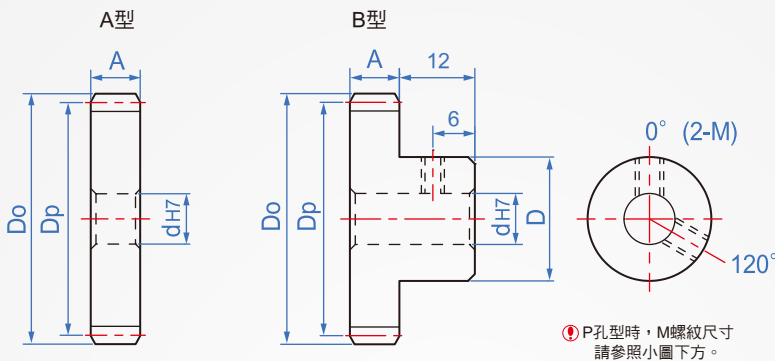 A型
B型
A
A
12
6
Do
Dp
dH7
Do
Dp
dH7
D
0° (2-M)
120°
P孔型時，M螺紋尺寸
請參照小圖下方。